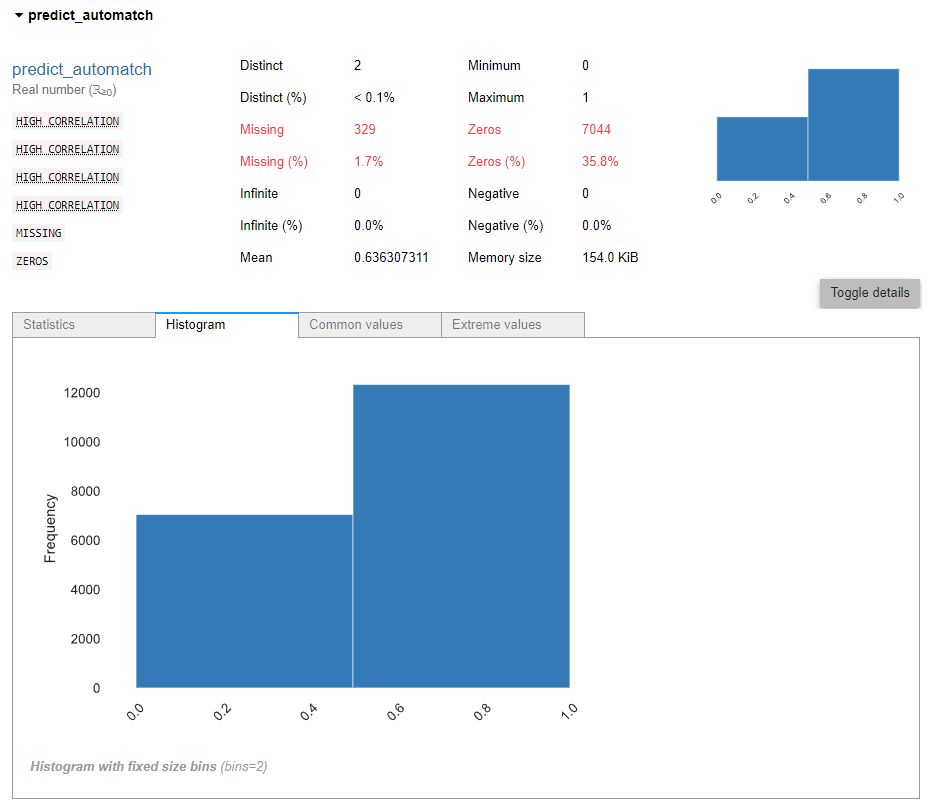 predict_automatch
predict_automatch
Real number (ℝ≥0)
HIGH CORRELATION
HIGH CORRELATION
HIGH CORRELATION
HIGH CORRELATION
MISSING
ZEROS
Distinct 2
Distinct (%) < 0.1%
Missing 329
Missing (%) 1.7%
Infinite 0
Infinite (%) 0.0%
Mean 0.636307311
Minimum 0
Maximum 1
Zeros 7044
Zeros (%) 35.8%
Negative 0
Negative (%) 0.0%
Memory size 154.0 KiB
0.0 0.2 0.4 0.6 0.8 1.0
Toggle details
Statistics Histogram Common values Extreme values
12000
10000
8000
6000
4000
2000
0
Frequency
0.0 0.2 0.4 0.6 0.8 1.0
Histogram with fixed size bins (bins=2)